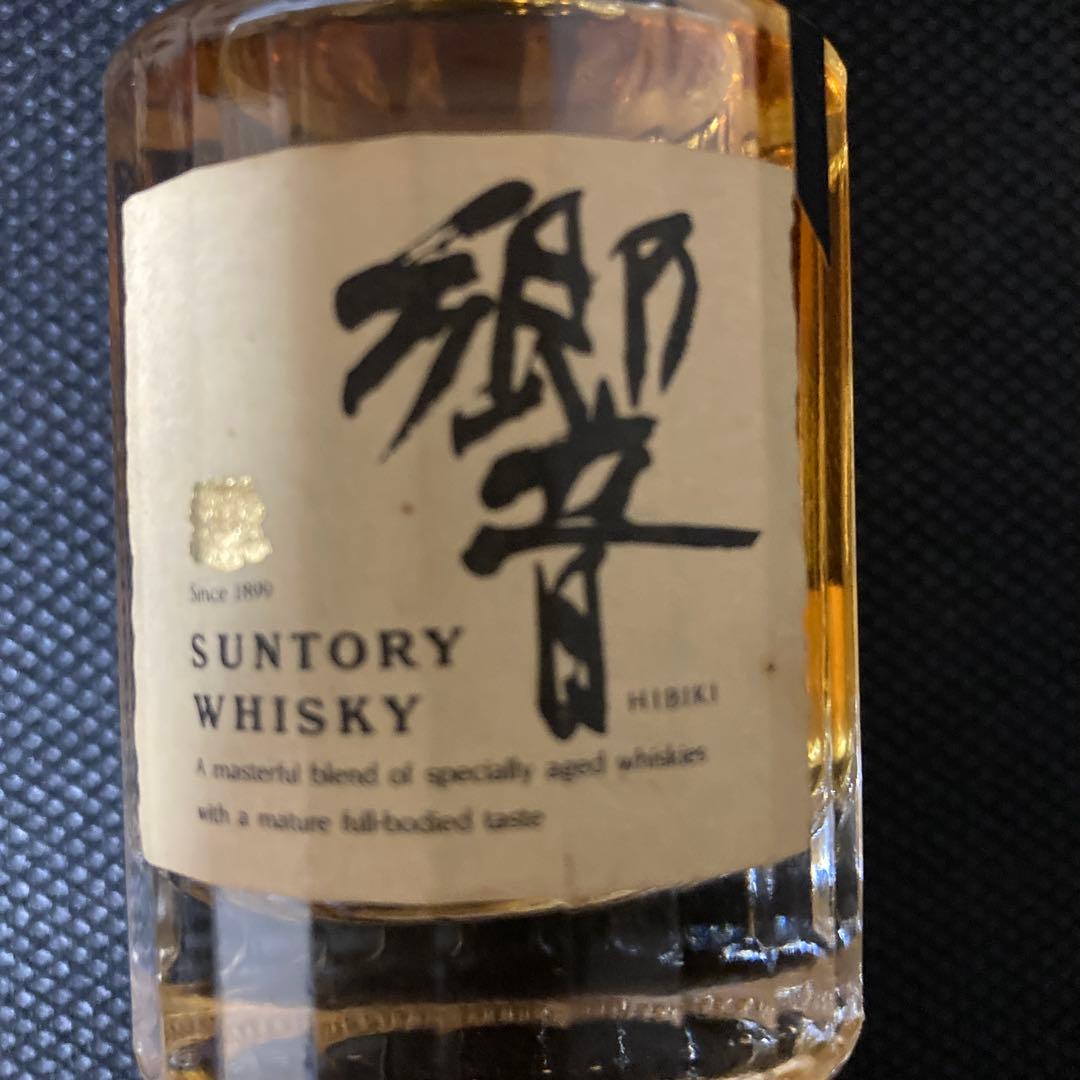 響
Since 1899
SUNTORY
WHISKY
HIBIKI
A masterful blend of specially aged whiskies
with a mature full-bodied taste